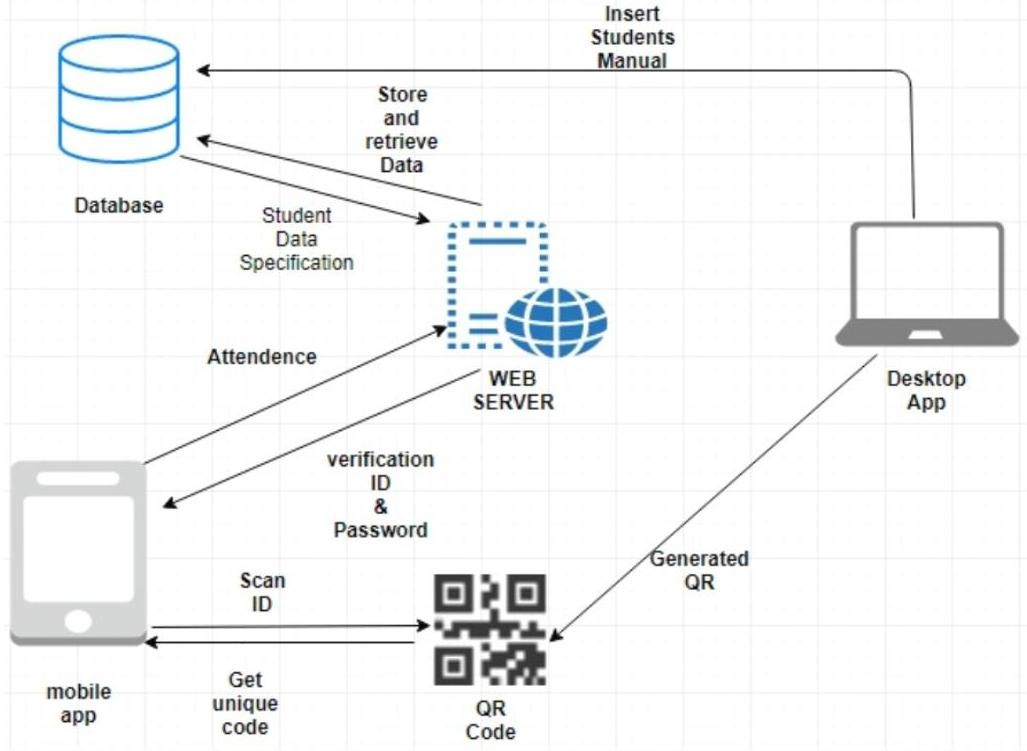 Insert
Students
Manual
Store
and
retrieve
Data
Database
Student
Data
Specification
Attendence
WEB
SERVER
Desktop
App
verification
ID
&
Password
Generated
QR
Scan
ID
mobile
app
Get
unique
code
QR
Code